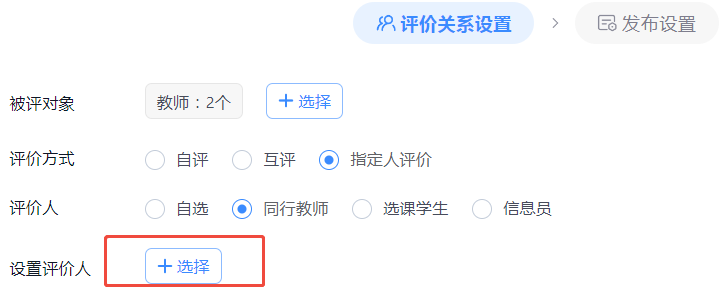 评价关系设置 > 发布设置
被评对象 教师：2个 + 选择
评价方式 自评 互评 指定人评价
评价人 自选 同行教师 选课学生 信息员
设置评价人 + 选择